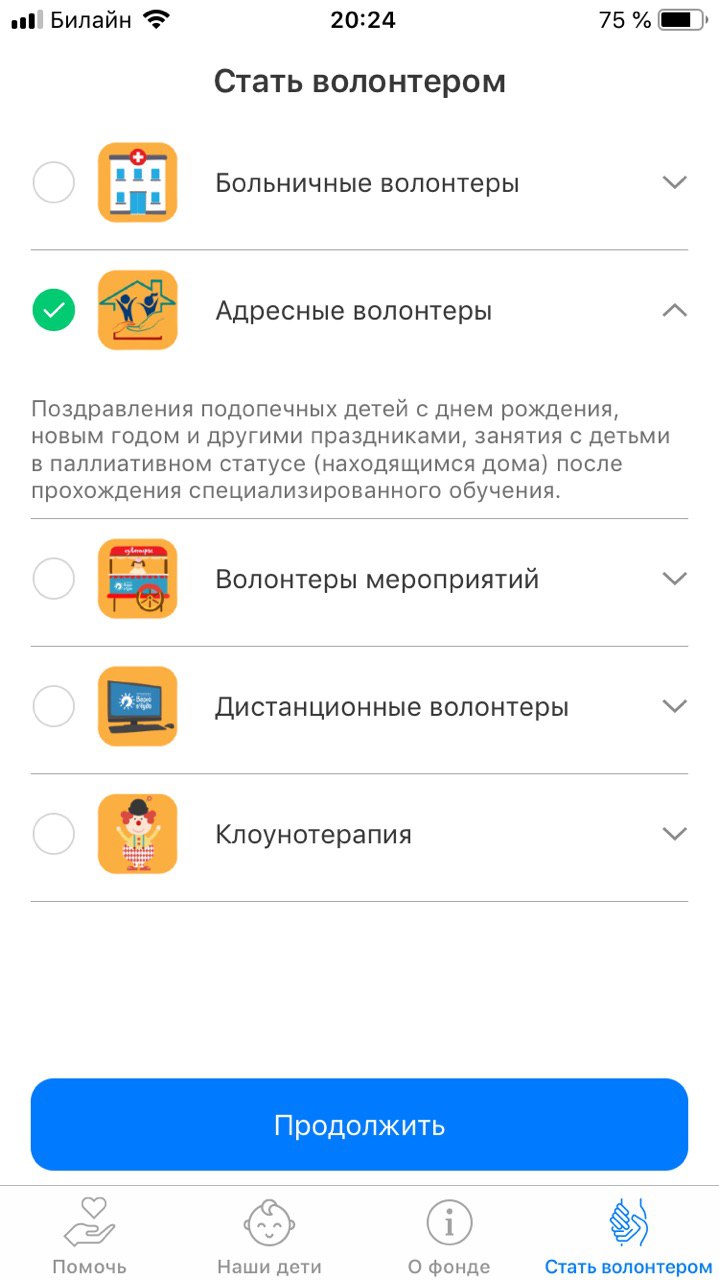 Билайн 20:24 75 %
Стать волонтером
Больничные волонтеры
Адресные волонтеры
Поздравления подопечных детей с днем рождения,
новым годом и другими праздниками, занятия с детьми
в паллиативном статусе (находящимся дома) после
прохождения специализированного обучения.
сувениры
Волонтеры мероприятий
Дистанционные волонтеры
Клоунотерапия
Продолжить
Помочь
Наши дети
О фонде
Стать волонтером